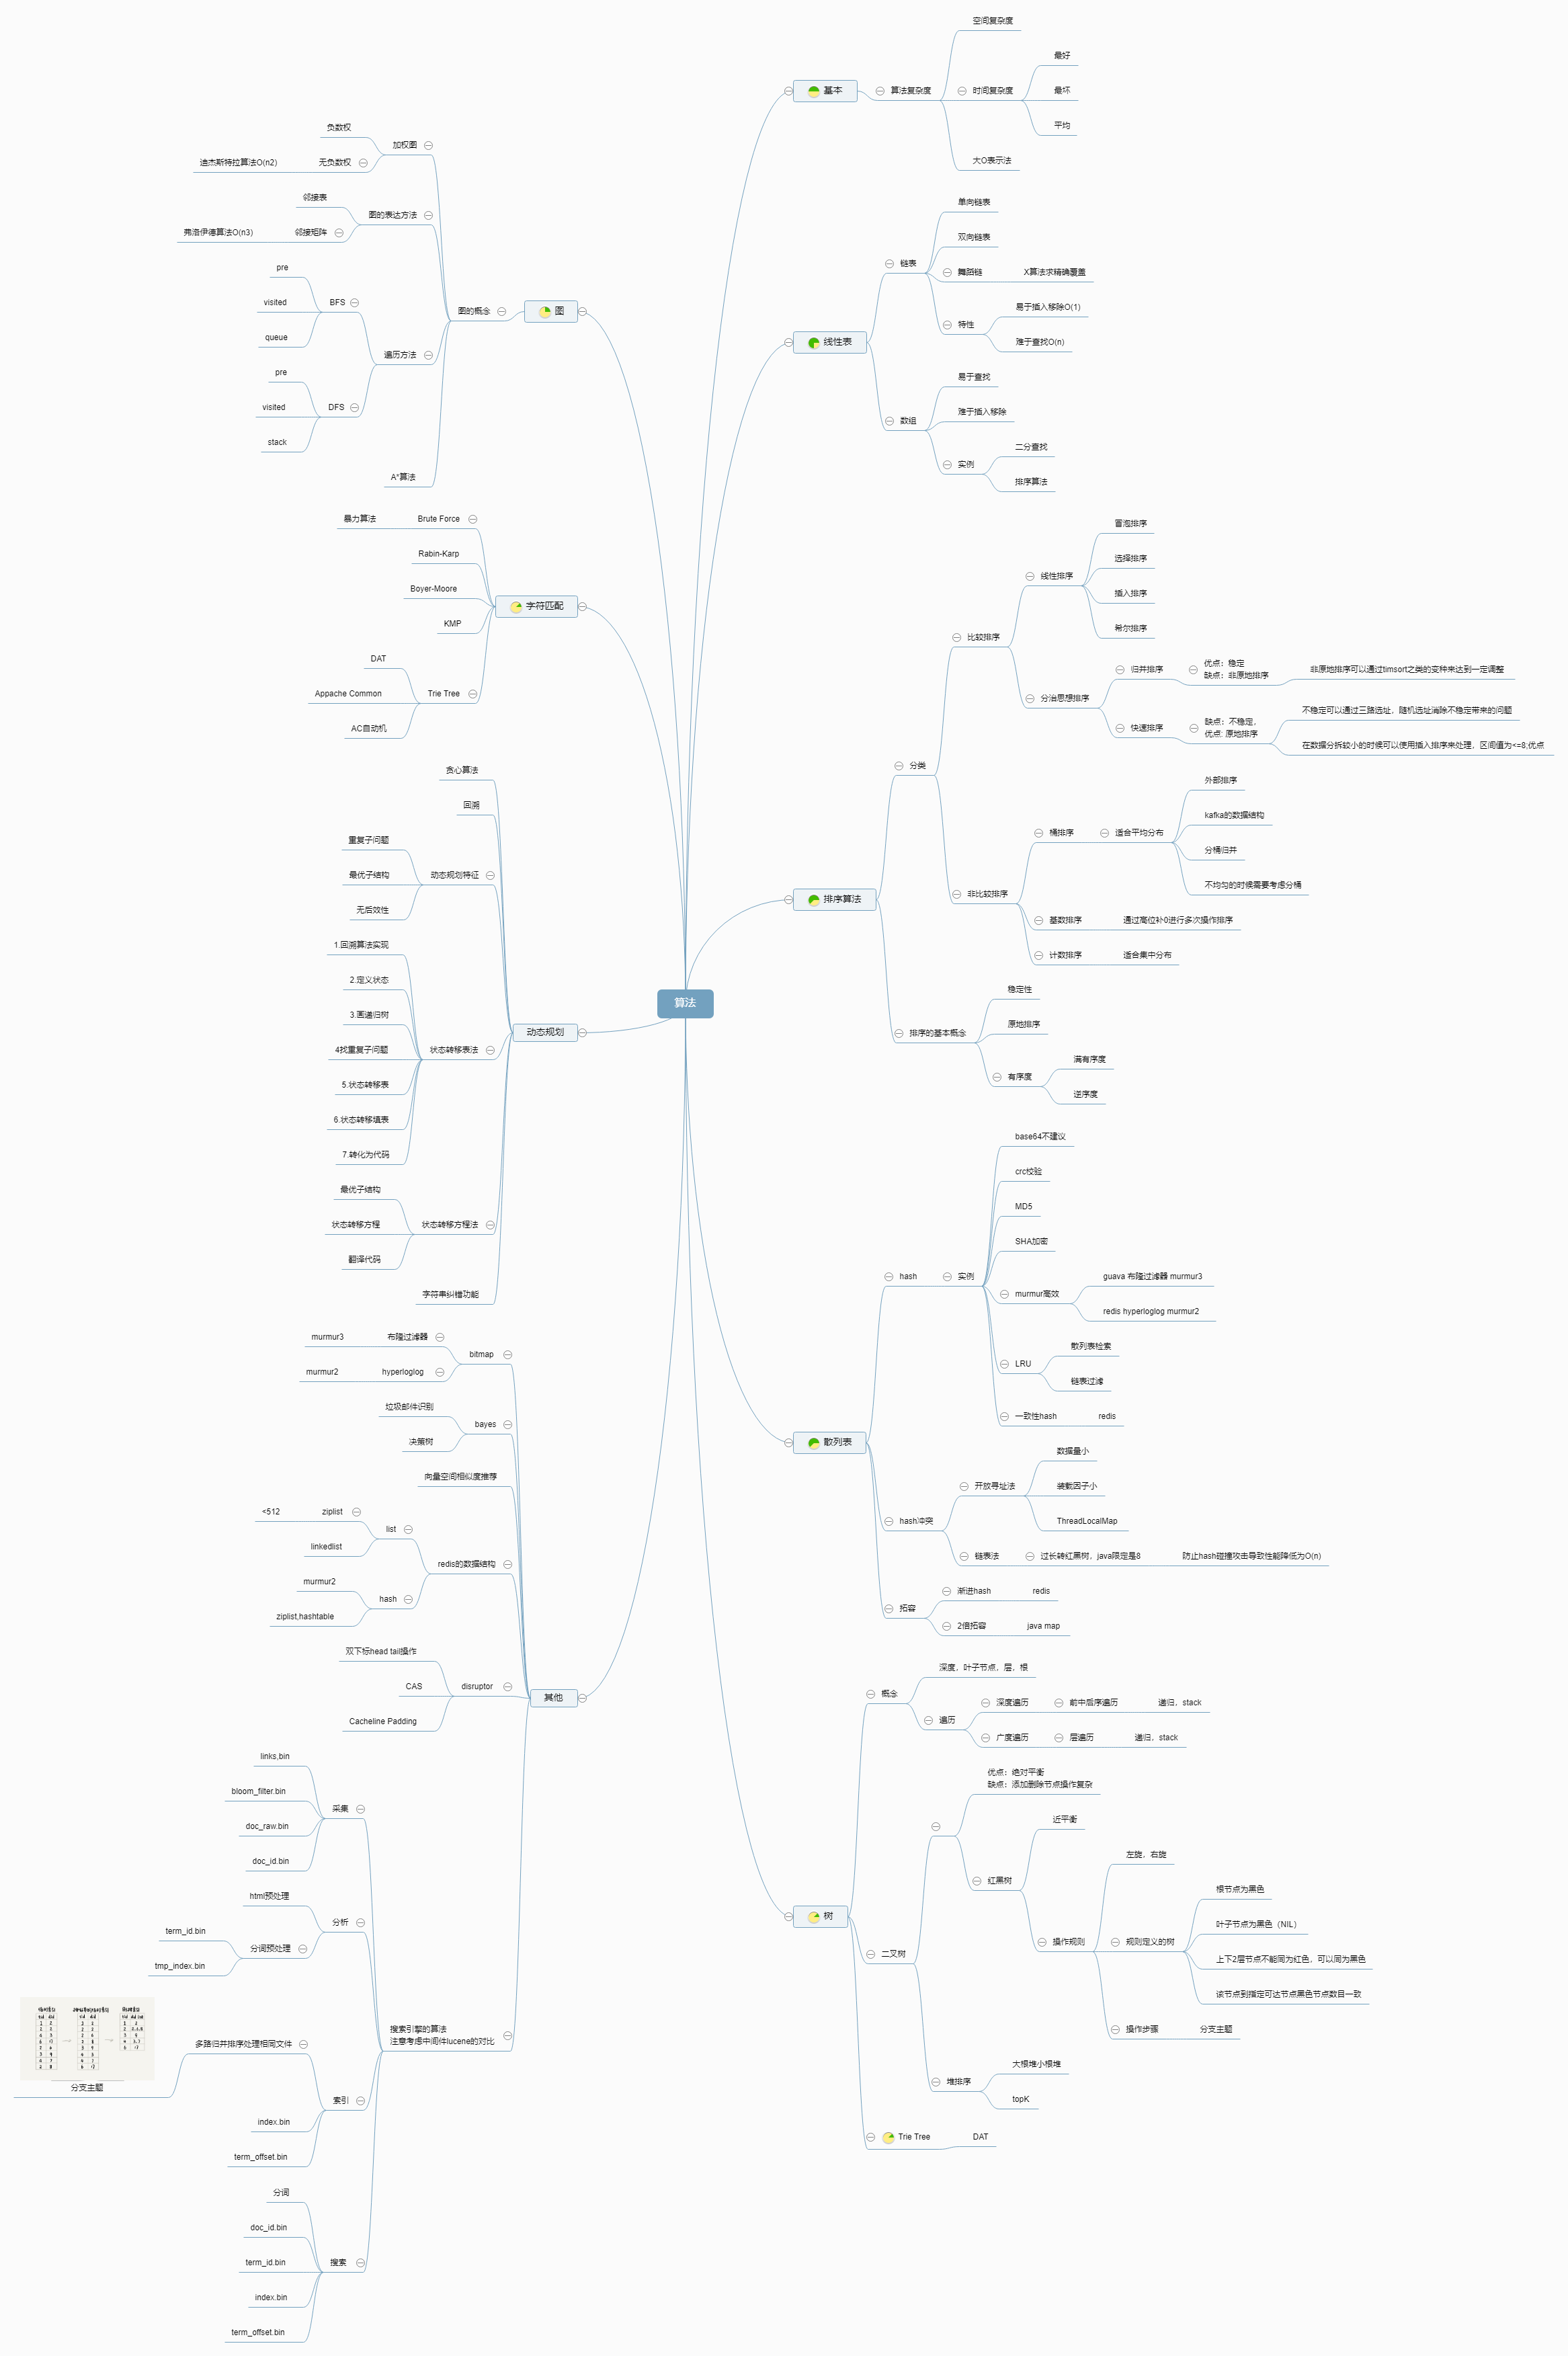 算法
基本
算法复杂度
空间复杂度
时间复杂度
最好
最坏
平均
大O表示法
线性表
链表
单向链表
双向链表
舞蹈链
X算法求精确覆盖
特性
易于插入移除O(1)
难于查找O(n)
数组
易于查找
难于插入移除
实例
二分查找
排序算法
排序算法
分类
比较排序
线性排序
冒泡排序
选择排序
插入排序
希尔排序
分治思想排序
归并排序
优点：稳定
缺点：非原地排序
非原地排序可以通过timsort之类的变种来达到一定调整
快速排序
缺点：不稳定，
优点: 原地排序
不稳定可以通过三路选址，随机选址消除不稳定带来的问题
在数据分拆较小的时候可以使用插入排序来处理，区间值为<=8;优点
非比较排序
桶排序
适合平均分布
外部排序
kafka的数据结构
分桶归并
不均匀的时候需要考虑分桶
基数排序
通过高位补0进行多次操作排序
计数排序
适合集中分布
排序的基本概念
稳定性
原地排序
有序度
满有序度
逆序度
散列表
hash
实例
base64不建议
crc校验
MD5
SHA加密
murmur高效
guava 布隆过滤器 murmur3
redis hyperloglog murmur2
LRU
散列表检索
链表过滤
一致性hash
redis
hash冲突
开放寻址法
数据量小
装载因子小
ThreadLocalMap
链表法
过长转红黑树，java限定是8
防止hash碰撞攻击导致性能降低为O(n)
拓容
渐进hash
redis
2倍拓容
java map
树
概念
深度，叶子节点，层，根
遍历
深度遍历
前中后序遍历
递归，stack
广度遍历
层遍历
递归，stack
二叉树
优点：绝对平衡
缺点：添加删除节点操作复杂
红黑树
近平衡
操作规则
左旋，右旋
规则定义的树
根节点为黑色
叶子节点为黑色（NIL）
上下2层节点不能同为红色，可以同为黑色
该节点到指定可达节点黑色节点数目一致
操作步骤
分支主题
堆排序
大根堆小根堆
topK
Trie Tree
DAT
图
图的概念
加权图
负数权
无负数权
迪杰斯特拉算法O(n2)
图的表达方法
邻接表
邻接矩阵
弗洛伊德算法O(n3)
遍历方法
BFS
pre
visited
queue
DFS
pre
visited
stack
A*算法
字符匹配
Brute Force
暴力算法
Rabin-Karp
Boyer-Moore
KMP
Trie Tree
DAT
Appache Common
AC自动机
动态规划
贪心算法
回溯
动态规划特征
重复子问题
最优子结构
无后效性
状态转移表法
1.回溯算法实现
2.定义状态
3.画递归树
4找重复子问题
5.状态转移表
6.状态转移填表
7.转化为代码
状态转移方程法
最优子结构
状态转移方程
翻译代码
字符串纠错功能
其他
bitmap
布隆过滤器
murmur3
hyperloglog
murmur2
bayes
垃圾邮件识别
决策树
向量空间相似度推荐
redis的数据结构
list
ziplist
<512
linkedlist
hash
murmur2
ziplist,hashtable
disruptor
双下标head tail操作
CAS
Cacheline Padding
搜索引擎的算法
注意考虑中间件lucene的对比
采集
links,bin
bloom_filter.bin
doc_raw.bin
doc_id.bin
分析
html预处理
分词预处理
term_id.bin
tmp_index.bin
索引
多路归并排序处理相同文件
分支主题
index.bin
term_offset.bin
搜索
分词
doc_id.bin
term_id.bin
index.bin
term_offset.bin